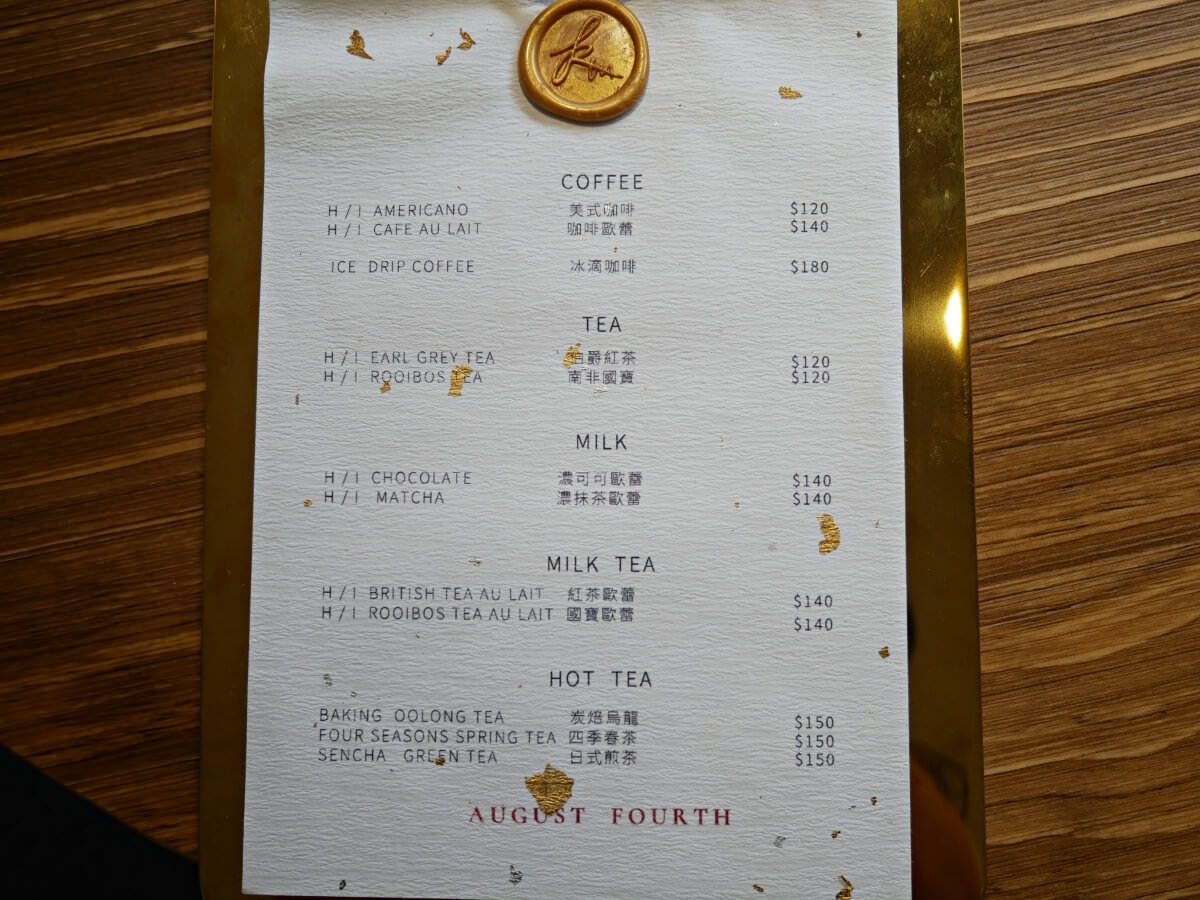 km
COFFEE
H / I AMERICANO 美式咖啡 $120
H / I CAFE AU LAIT 咖啡歐蕾 $140
ICE DRIP COFFEE 冰滴咖啡 $180
TEA
H / I EARL GREY TEA 伯爵紅茶 $120
H / I ROOIBOS TEA 南非國寶 $120
MILK
H / I CHOCOLATE 濃可可歐蕾 $140
H / I MATCHA 濃抹茶歐蕾 $140
MILK TEA
H / I BRITISH TEA AU LAIT 紅茶歐蕾 $140
H / I ROOIBOS TEA AU LAIT 國寶歐蕾 $140
HOT TEA
BAKING OOLONG TEA 炭焙烏龍 $150
FOUR SEASONS SPRING TEA 四季春茶 $150
SENCHA GREEN TEA 日式煎茶 $150
AUGUST FOURTH